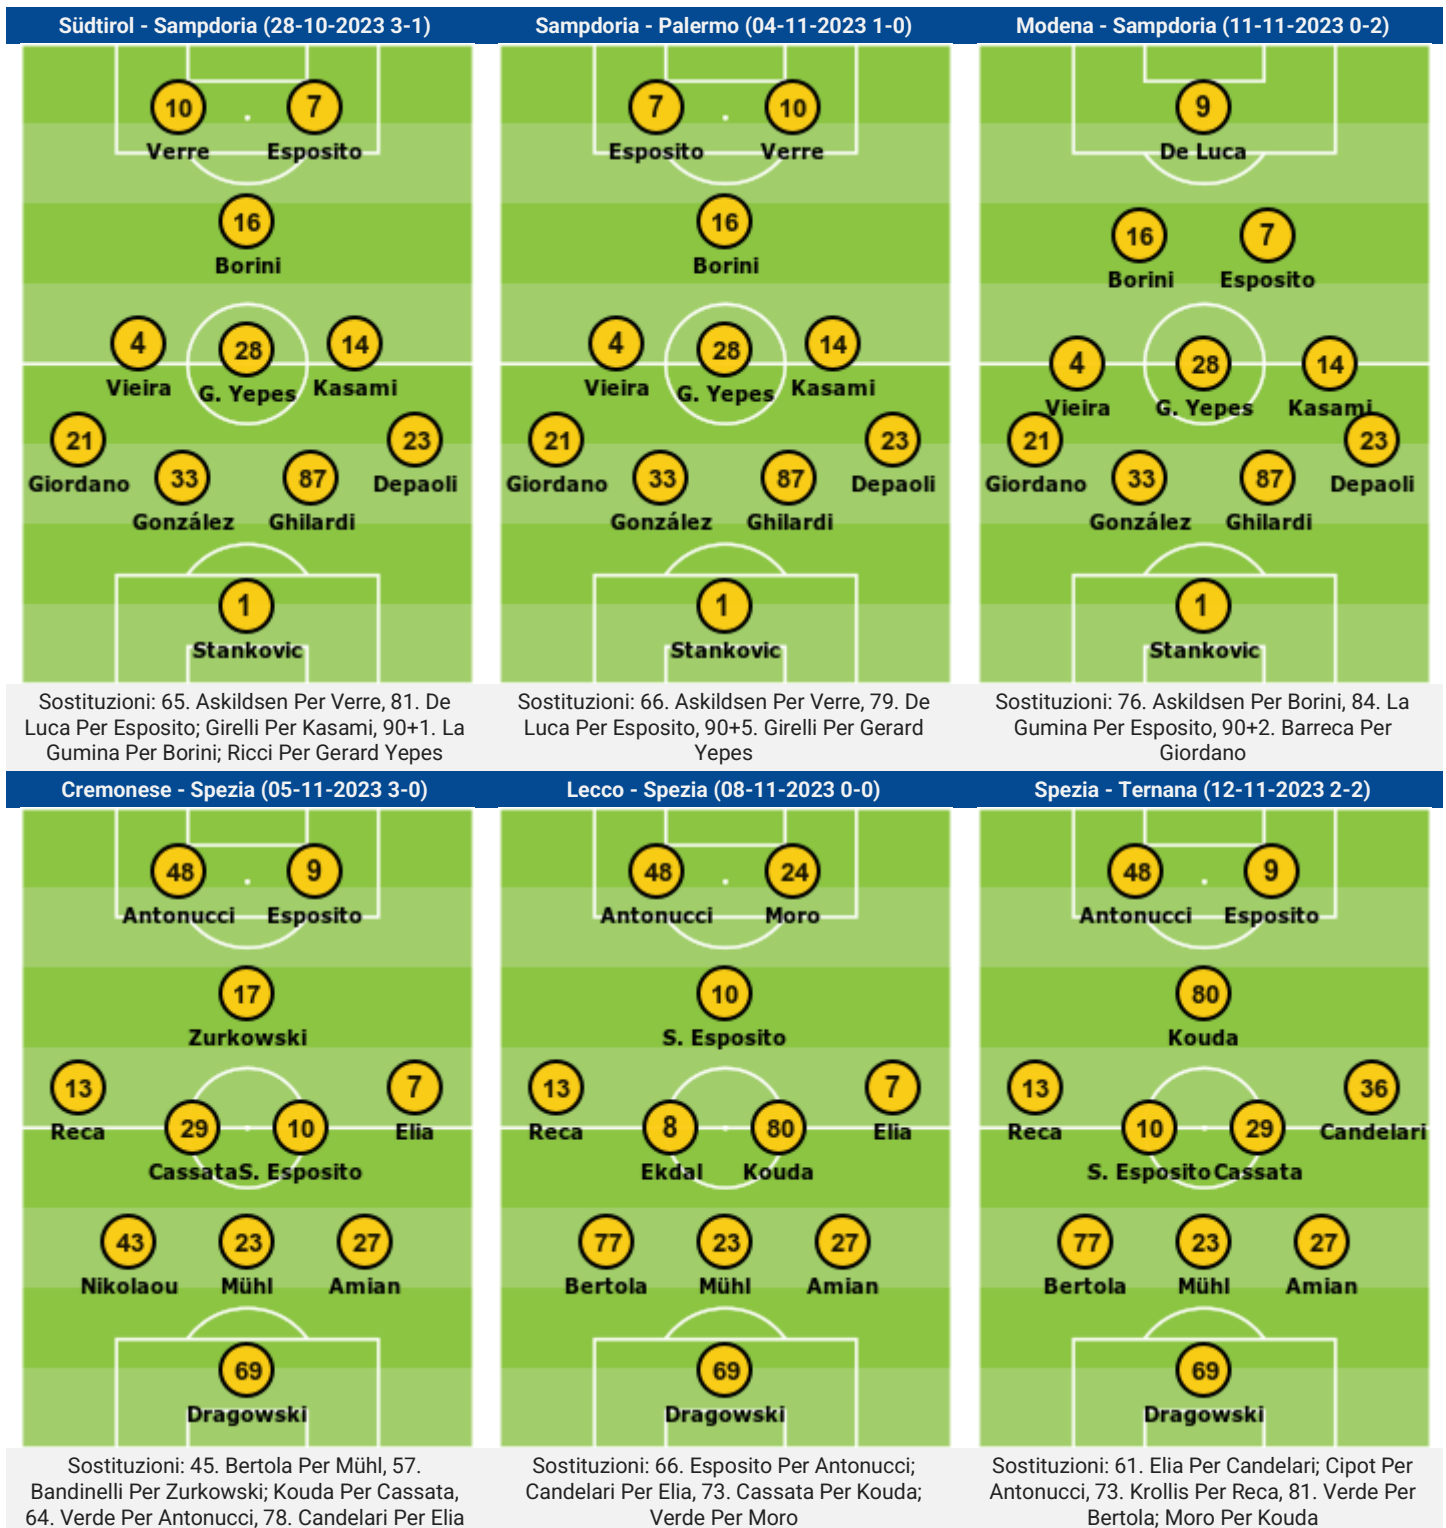 Südtirol - Sampdoria (28-10-2023 3-1)
10
7
Verre
Esposito
16
Borini
4
28
14
Vieira
G. Yepes
Kasami
21
23
Giordano
33
87
Depaoli
González
Ghilardi
1
Stankovic
Sostituzioni: 65. Askildsen Per Verre, 81. De
Luca Per Esposito; Girelli Per Kasami, 90+1. La
Gumina Per Borini; Ricci Per Gerard Yepes
Sampdoria - Palermo (04-11-2023 1-0)
7
10
Esposito
Verre
16
Borini
4
28
14
Vieira
G. Yepes
Kasami
21
23
Giordano
33
87
Depaoli
González
Ghilardi
1
Stankovic
Sostituzioni: 66. Askildsen Per Verre, 79. De
Luca Per Esposito, 90+5. Girelli Per Gerard
Yepes
Modena - Sampdoria (11-11-2023 0-2)
9
De Luca
16
7
Borini
Esposito
4
28
14
Vieira
G. Yepes
Kasami
21
23
Giordano
33
87
Depaoli
González
Ghilardi
1
Stankovic
Sostituzioni: 76. Askildsen Per Borini, 84. La
Gumina Per Esposito, 90+2. Barreca Per
Giordano
Cremonese - Spezia (05-11-2023 3-0)
48
9
Antonucci
Esposito
17
Zurkowski
13
7
Reca
29
10
Elia
Cassata
S. Esposito
43
23
27
Nikolaou
Mühl
Amian
69
Dragowski
Sostituzioni: 45. Bertola Per Mühl, 57.
Bandinelli Per Zurkowski; Kouda Per Cassata,
64. Verde Per Antonucci, 78. Candelari Per Elia
Lecco - Spezia (08-11-2023 0-0)
48
24
Antonucci
Moro
10
S. Esposito
13
7
Reca
8
80
Elia
Ekdal
Kouda
77
23
27
Bertola
Mühl
Amian
69
Dragowski
Sostituzioni: 66. Esposito Per Antonucci;
Candelari Per Elia, 73. Cassata Per Kouda;
Verde Per Moro
Spezia - Ternana (12-11-2023 2-2)
48
9
Antonucci
Esposito
80
Kouda
13
36
Reca
10
29
Candelari
S. Esposito
Cassata
77
23
27
Bertola
Mühl
Amian
69
Dragowski
Sostituzioni: 61. Elia Per Candelari; Cipot Per
Antonucci, 73. Krollis Per Reca, 81. Verde Per
Bertola; Moro Per Kouda